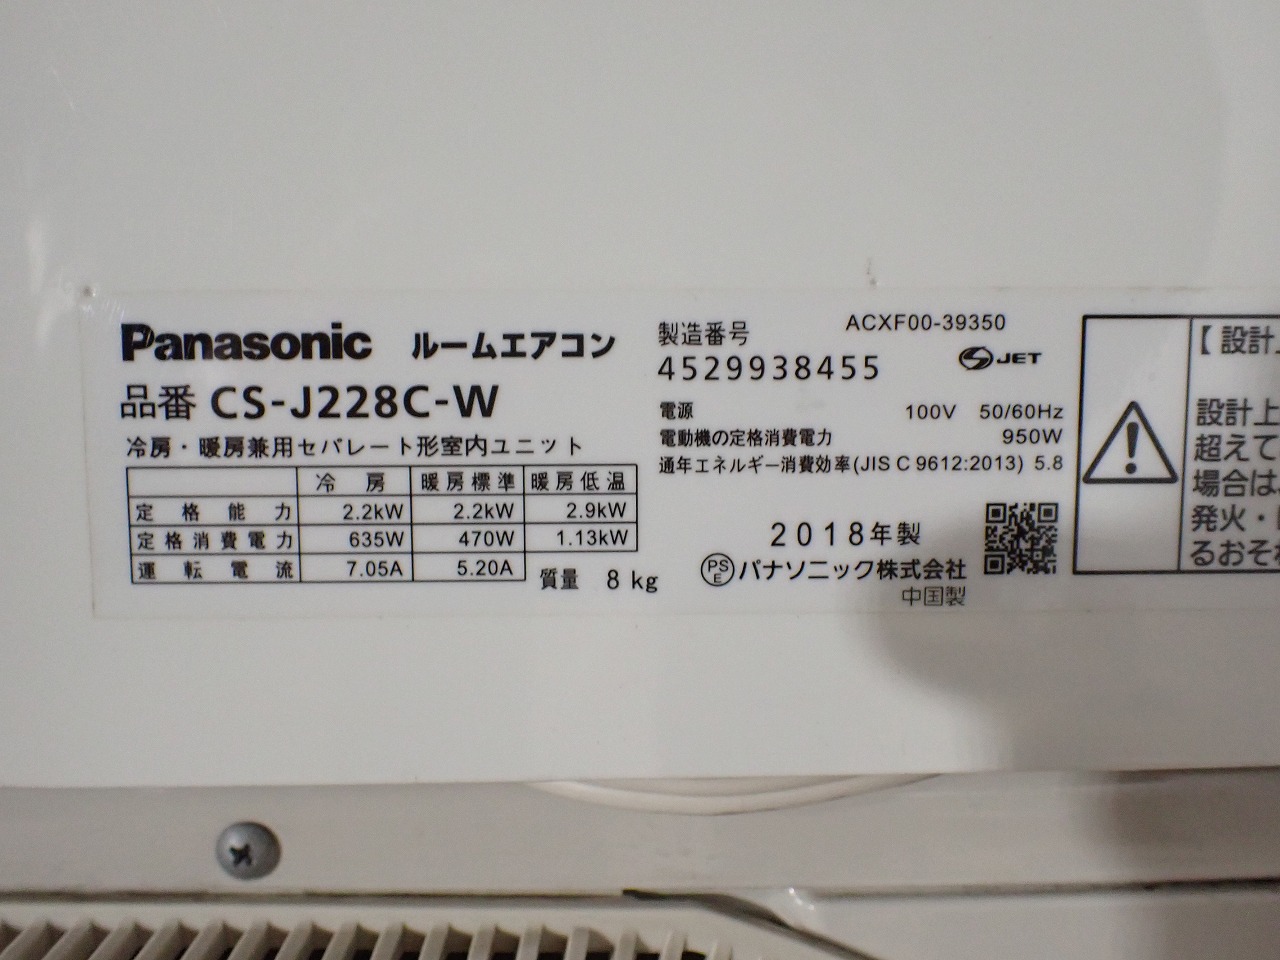 Panasonic ルームエアコン
品番 CS-J228C-W
冷房・暖房兼用セパレート形室内ユニット
冷房 暖房標準 暖房低温
定格能力 2.2kW 2.2kW 2.9kW
定格消費電力 635W 470W 1.13kW
運転電流 7.05A 5.20A
質量 8kg
製造番号 ACXF00-39350
4529938455 JET
電源 100V 50/60Hz
電動機の定格消費電力 950W
通年エネルギー消費効率(JIS C 9612:2013) 5.8
2018年製
PSE パナソニック株式会社
中国製
【設計上
設計上
超えて
場合は、
発火・
るおそれ